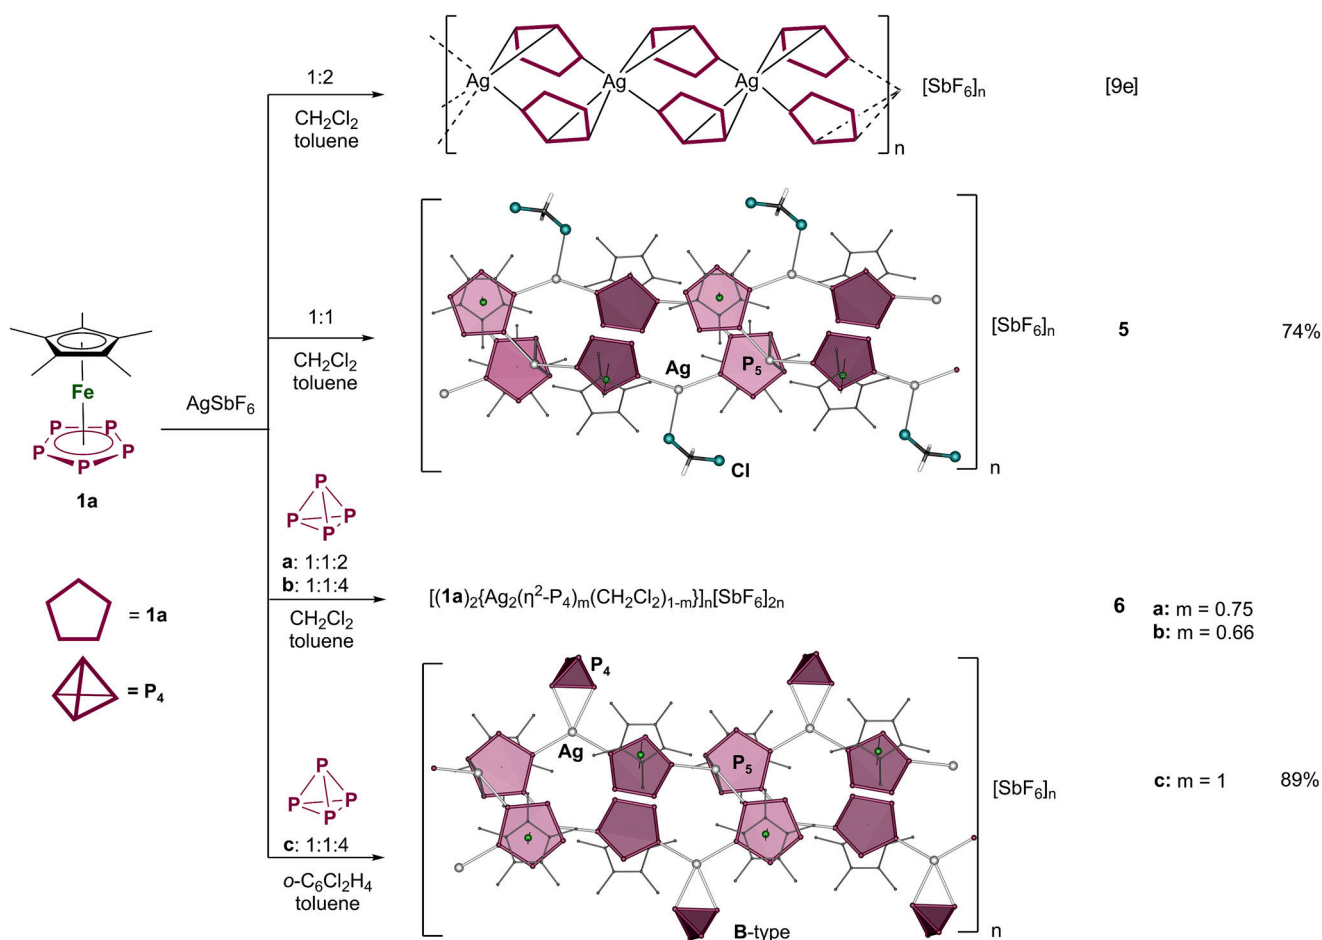 1:2
CH2Cl2
toluene
Ag
Ag
Ag
n
[SbF6]n
[9e]
1:1
CH2Cl2
toluene
Ag
P5
Cl
n
[SbF6]n
5
74%
Fe
P
P
P
P
P
1a
AgSbF6
P
P
P
P
a: 1:1:2
b: 1:1:4
CH2Cl2
toluene
[(1a)2{Ag2(η2-P4)m(CH2Cl2)1-m}]n[SbF6]2n
6
a: m = 0.75
b: m = 0.66
= 1a
= P4
P
P
P
P
c: 1:1:4
o-C6Cl2H4
toluene
P4
Ag
P5
B-type
n
[SbF6]n
c: m = 1
89%